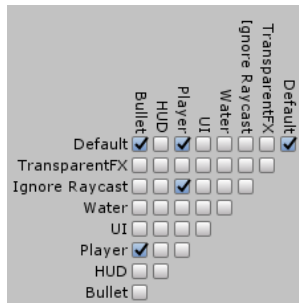 Bullet
HUD
Player
UI
Water
Ignore Raycast
TransparentFX
Default
Default
TransparentFX
Ignore Raycast
Water
UI
Player
HUD
Bullet